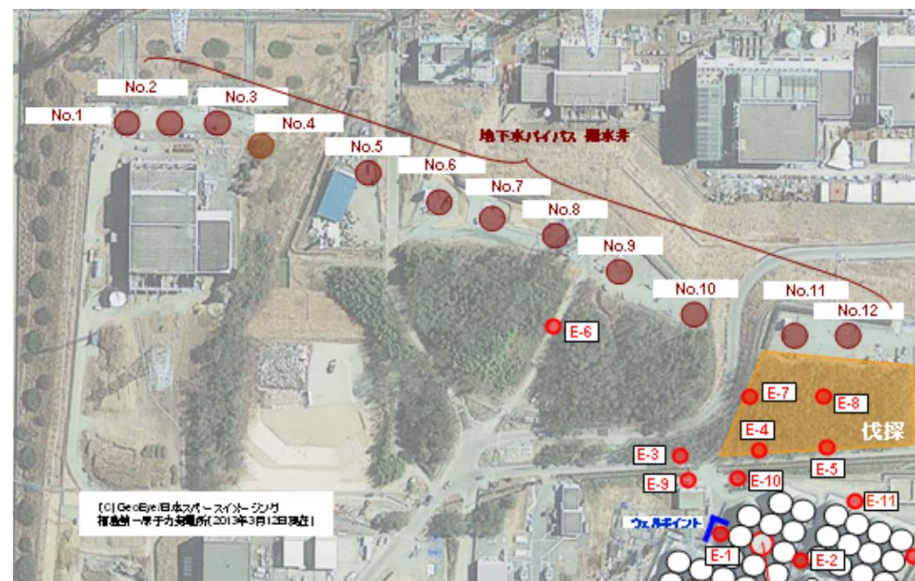 No.2
No.3
No.1
No.4
No.5
No.6
No.7
No.8
No.9
No.10
No.11
No.12
地下水バイパス 揚水井
E-6
E-7
E-8
伐採
E-4
E-5
E-3
E-9
E-10
E-11
ウェルポイント
E-1
E-2
(C)GeoEye/日本スペースイメージング
福島第一原子力発電所(2013年3月12日現在)